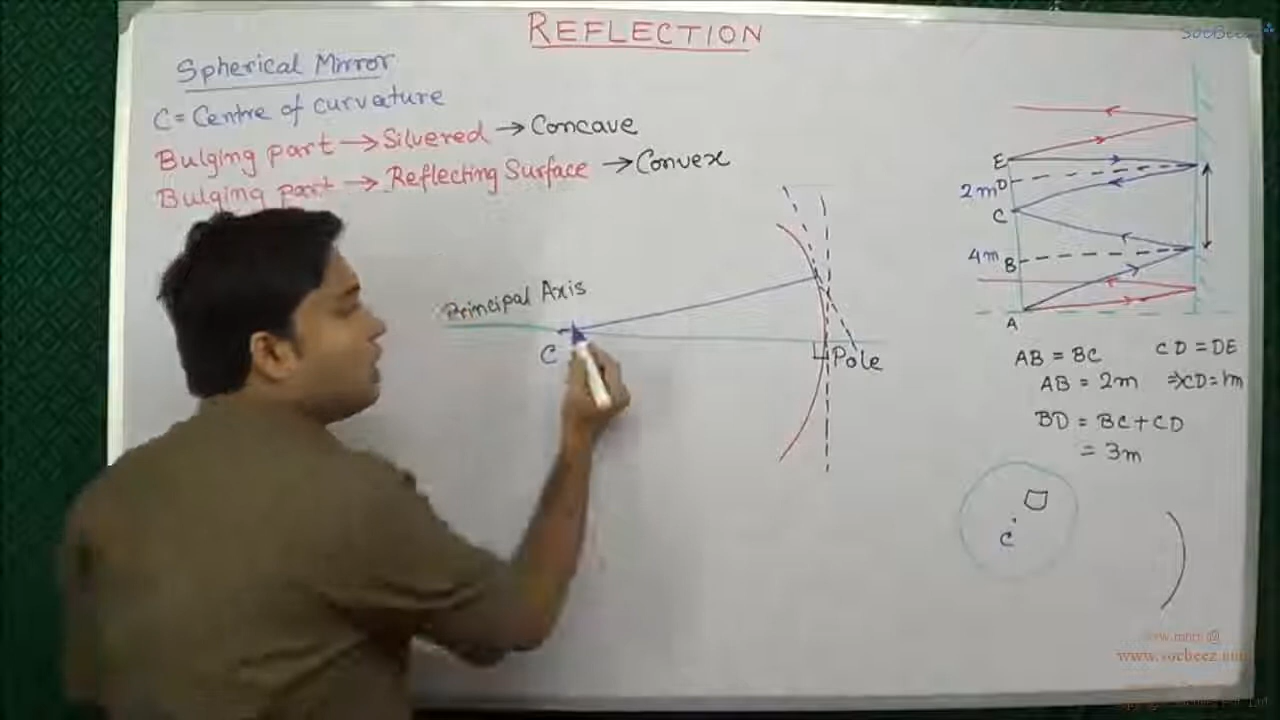 REFLECTION
SocBeez
Spherical Mirror
C = Centre of curvature
Bulging part → Silvered → Concave
Bulging part → Reflecting Surface → Convex
Principal Axis
C
Pole
E
2m D
C
4m B
A
AB = BC CD = DE
AB = 2m ⇒ CD = 1m
BD = BC + CD
= 3m
C
www.socbeez.com